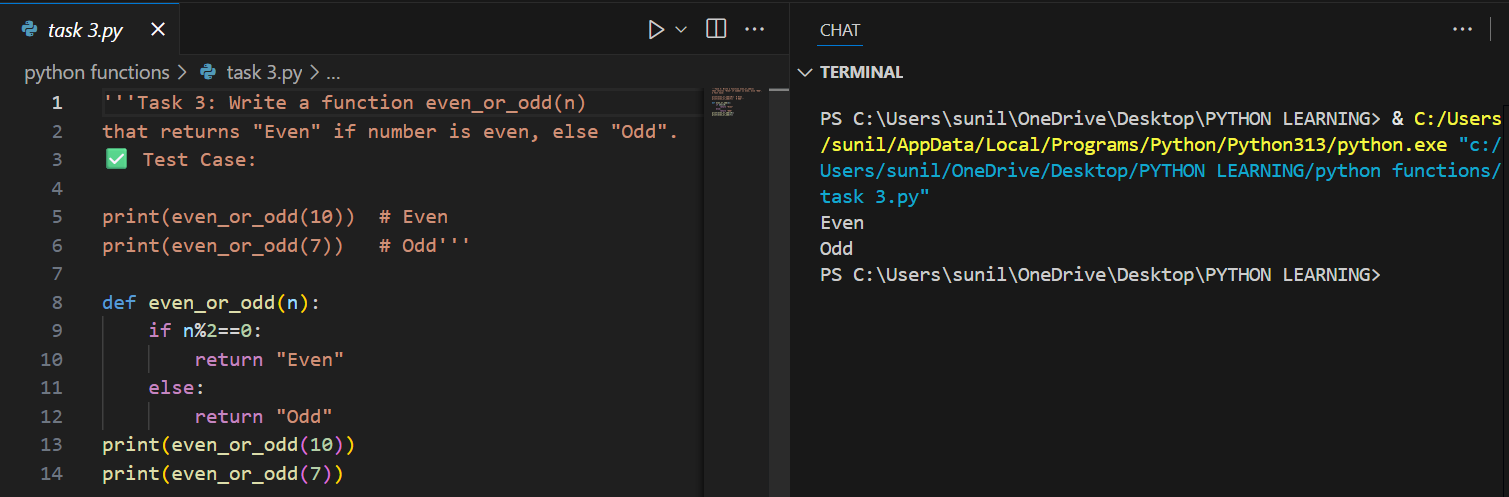 task 3.py
python functions > task 3.py > ...
1 '''Task 3: Write a function even_or_odd(n)
2 that returns "Even" if number is even, else "Odd".
3 ✅ Test Case:
4
5 print(even_or_odd(10))  # Even
6 print(even_or_odd(7))   # Odd'''
7
8 def even_or_odd(n):
9     if n%2==0:
10         return "Even"
11     else:
12         return "Odd"
13 print(even_or_odd(10))
14 print(even_or_odd(7))
CHAT
TERMINAL
PS C:\Users\sunil\OneDrive\Desktop\PYTHON LEARNING> & C:/Users
/sunil/AppData/Local/Programs/Python/Python313/python.exe "c:/
Users/sunil/OneDrive/Desktop/PYTHON LEARNING/python functions/
task 3.py"
Even
Odd
PS C:\Users\sunil\OneDrive\Desktop\PYTHON LEARNING>